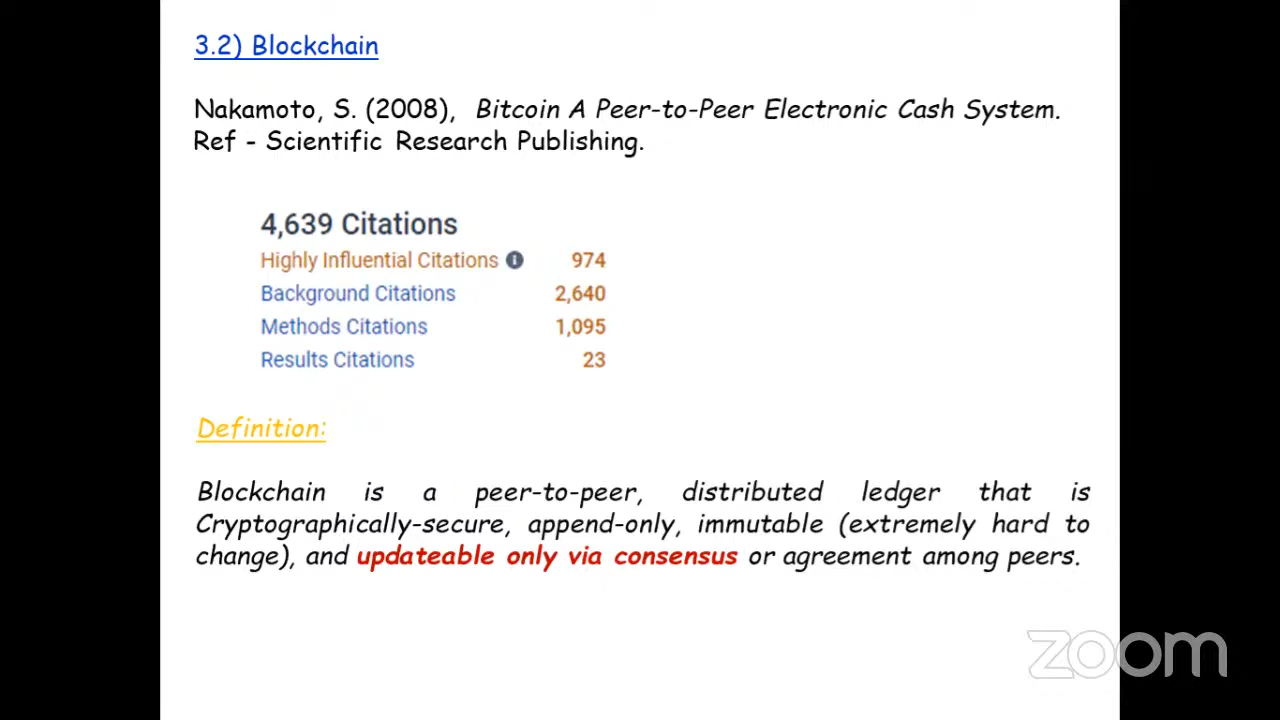 3.2) Blockchain
Nakamoto, S. (2008), Bitcoin A Peer-to-Peer Electronic Cash System.
Ref - Scientific Research Publishing.
4,639 Citations
Highly Influential Citations i 974
Background Citations 2,640
Methods Citations 1,095
Results Citations 23
Definition:
Blockchain is a peer-to-peer, distributed ledger that is
Cryptographically-secure, append-only, immutable (extremely hard to
change), and updateable only via consensus or agreement among peers.
zoom